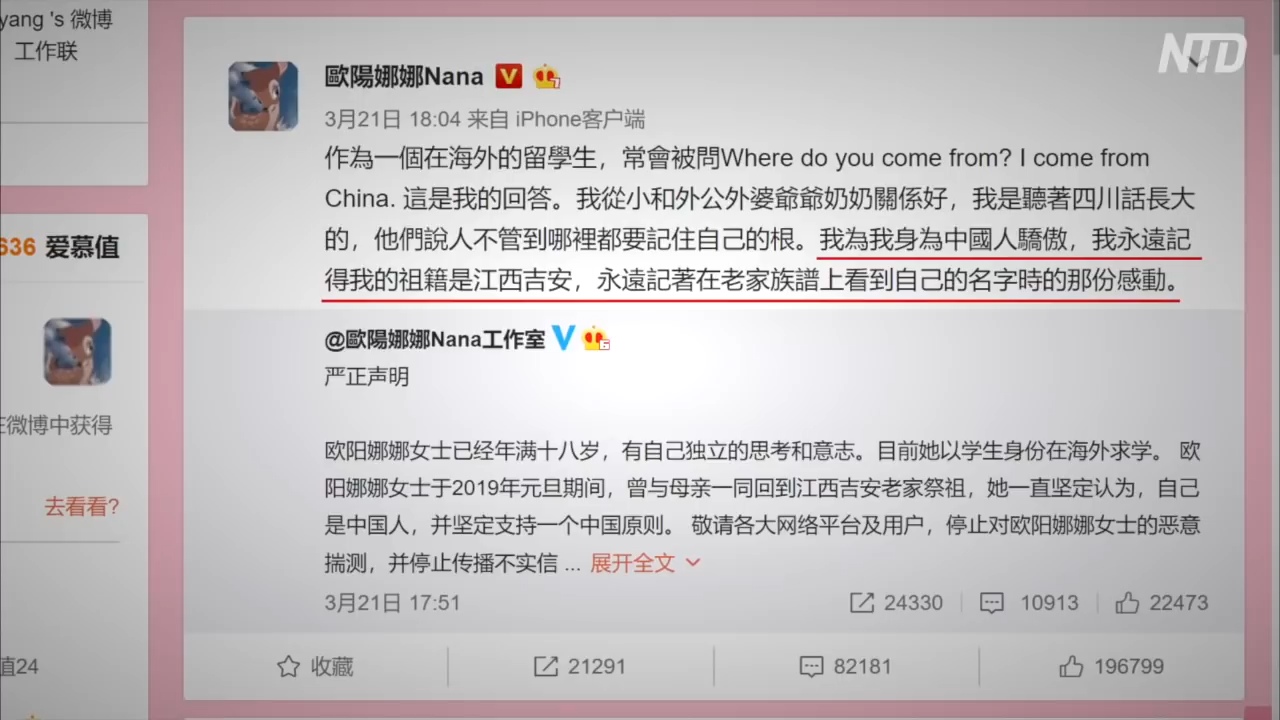 yang 's 微博
工作联
636 爱慕值
在微博中获得
去看看?
值24
NTD
歐陽娜娜Nana V 7
3月21日 18:04 来自 iPhone客户端
作為一個在海外的留學生，常會被問Where do you come from? I come from
China. 這是我的回答。我從小和外公外婆爺爺奶奶關係好，我是聽著四川話長大
的，他們說人不管到哪裡都要記住自己的根。我為我身為中國人驕傲，我永遠記
得我的祖籍是江西吉安，永遠記著在老家族譜上看到自己的名字時的那份感動。
@歐陽娜娜Nana工作室 V 6
严正声明
欧阳娜娜女士已经年满十八岁，有自己独立的思考和意志。目前她以学生身份在海外求学。 欧
阳娜娜女士于2019年元旦期间，曾与母亲一同回到江西吉安老家祭祖，她一直坚定认为，自己
是中国人，并坚定支持一个中国原则。 敬请各大网络平台及用户，停止对欧阳娜娜女士的恶意
揣测，并停止传播不实信 ... 展开全文
3月21日 17:51
24330 10913 22473
收藏 21291 82181 196799